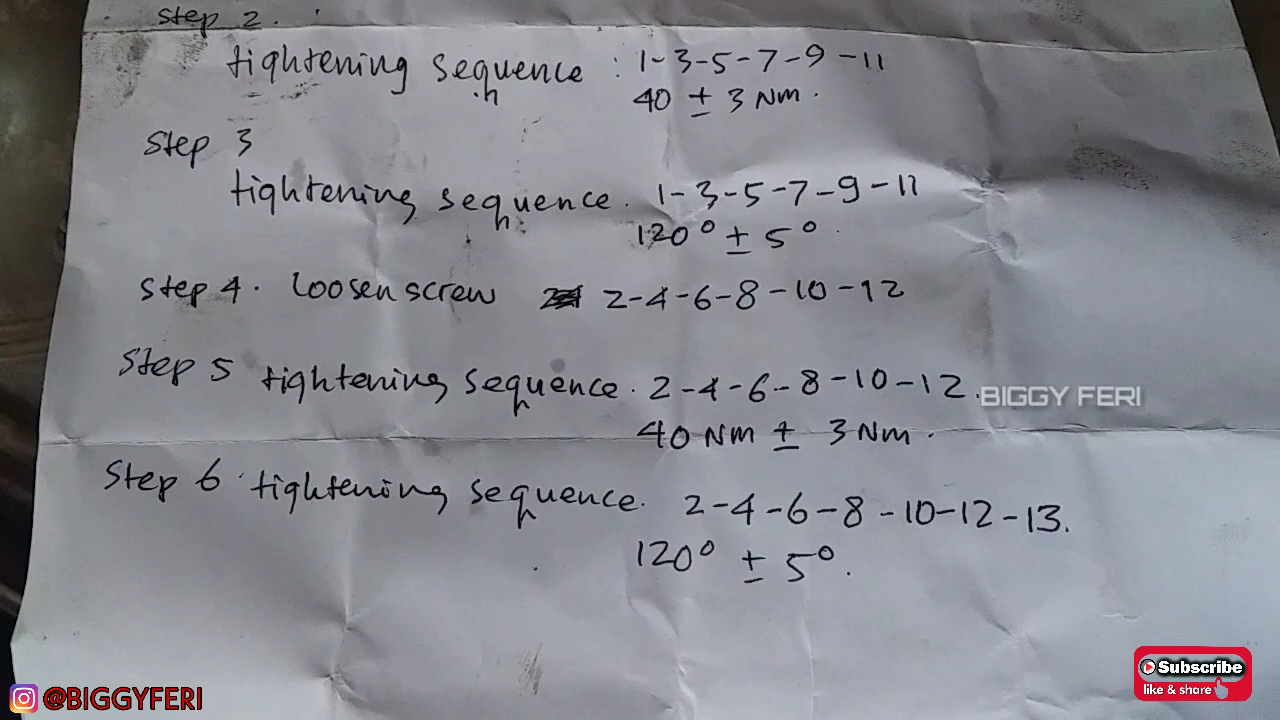 step 2.
tightening sequence : 1-3-5-7-9-11
40 ± 3 Nm.
Step 3
tightening sequence. 1-3-5-7-9-11
120° ± 5°
Step 4. Loosen screw 2-4-6-8-10-12
Step 5 tightening sequence. 2-4-6-8-10-12.
BIGGY FERI
40 Nm ± 3 Nm.
Step 6 tightening sequence. 2-4-6-8-10-12-13.
120° ± 5°.
Subscribe
like & share
@BIGGYFERI